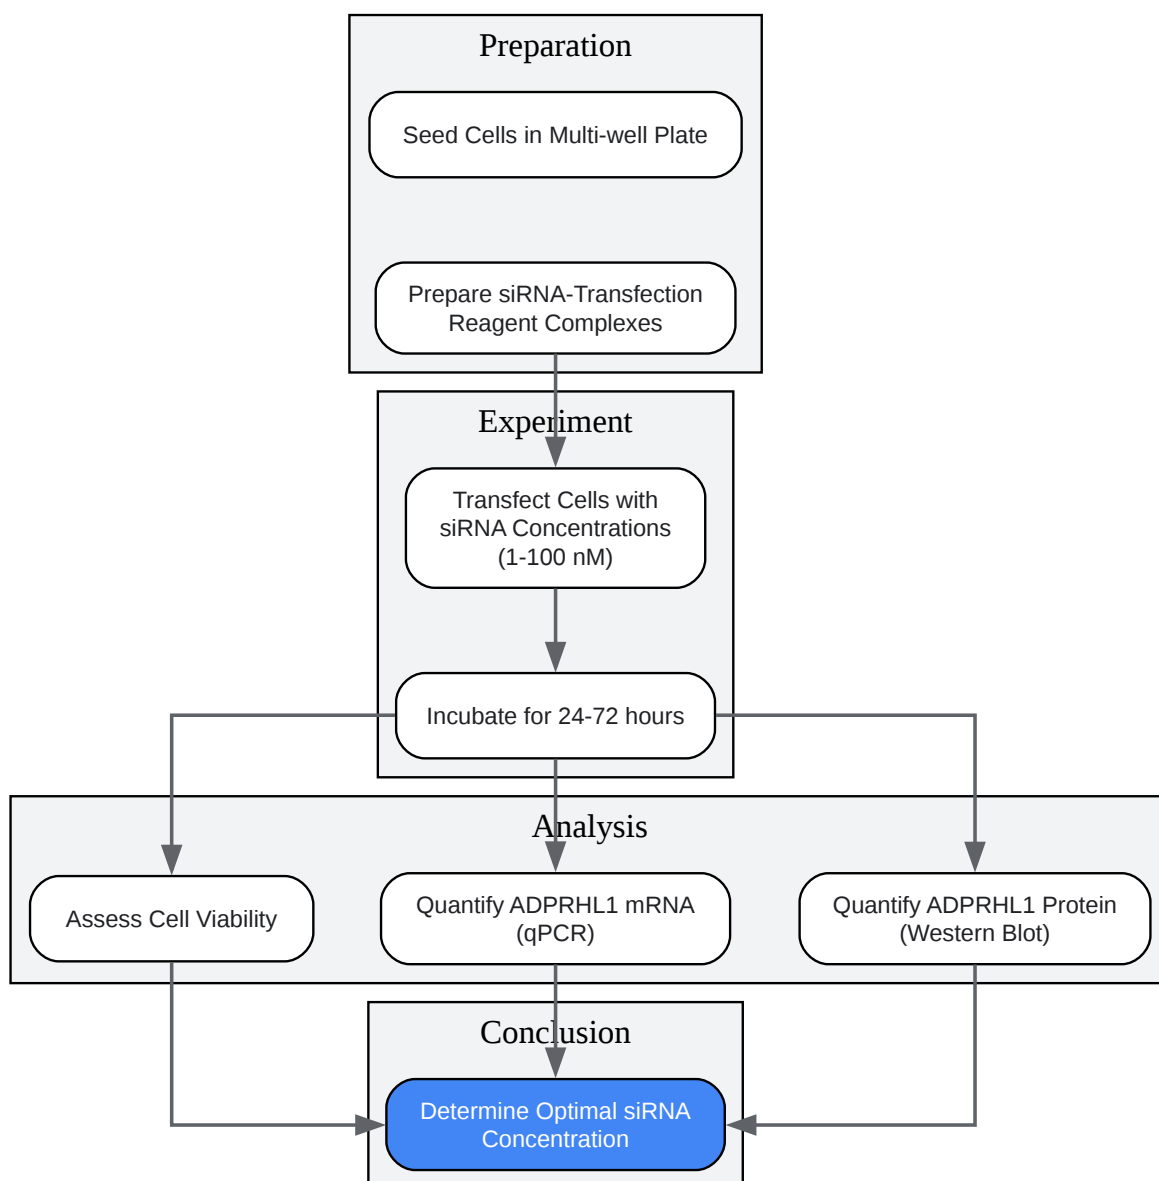 Preparation
Seed Cells in Multi-well Plate
Prepare siRNA-Transfection
Reagent Complexes
Experiment
Transfect Cells with
siRNA Concentrations
(1-100 nM)
Incubate for 24-72 hours
Analysis
Assess Cell Viability
Quantify ADPRHL1 mRNA
(qPCR)
Quantify ADPRHL1 Protein
(Western Blot)
Conclusion
Determine Optimal siRNA
Concentration